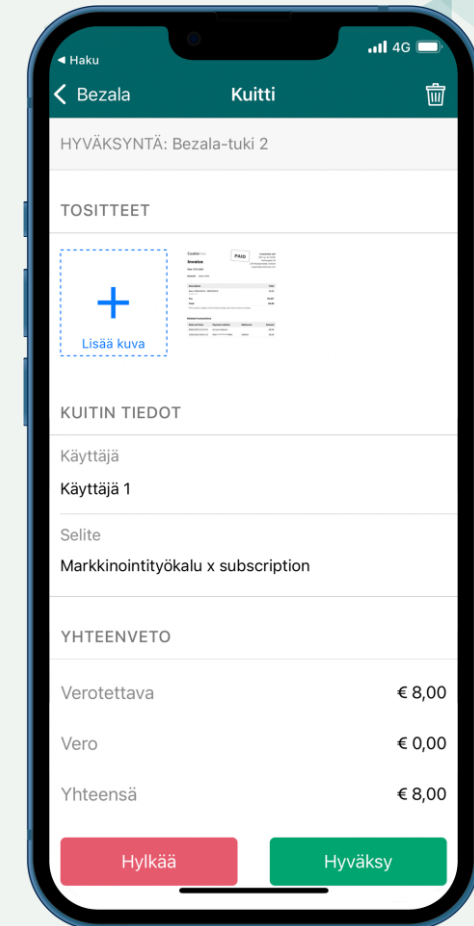 ◀ Haku
4G
Bezala
Kuitti
HYVÄKSYNTÄ: Bezala-tuki 2
TOSITTEET
Lisää kuva
Invoice
PAID
KUITIN TIEDOT
Käyttäjä
Käyttäjä 1
Selite
Markkinointityökalu x subscription
YHTEENVETO
Verotettava € 8,00
Vero € 0,00
Yhteensä € 8,00
Hylkää
Hyväksy